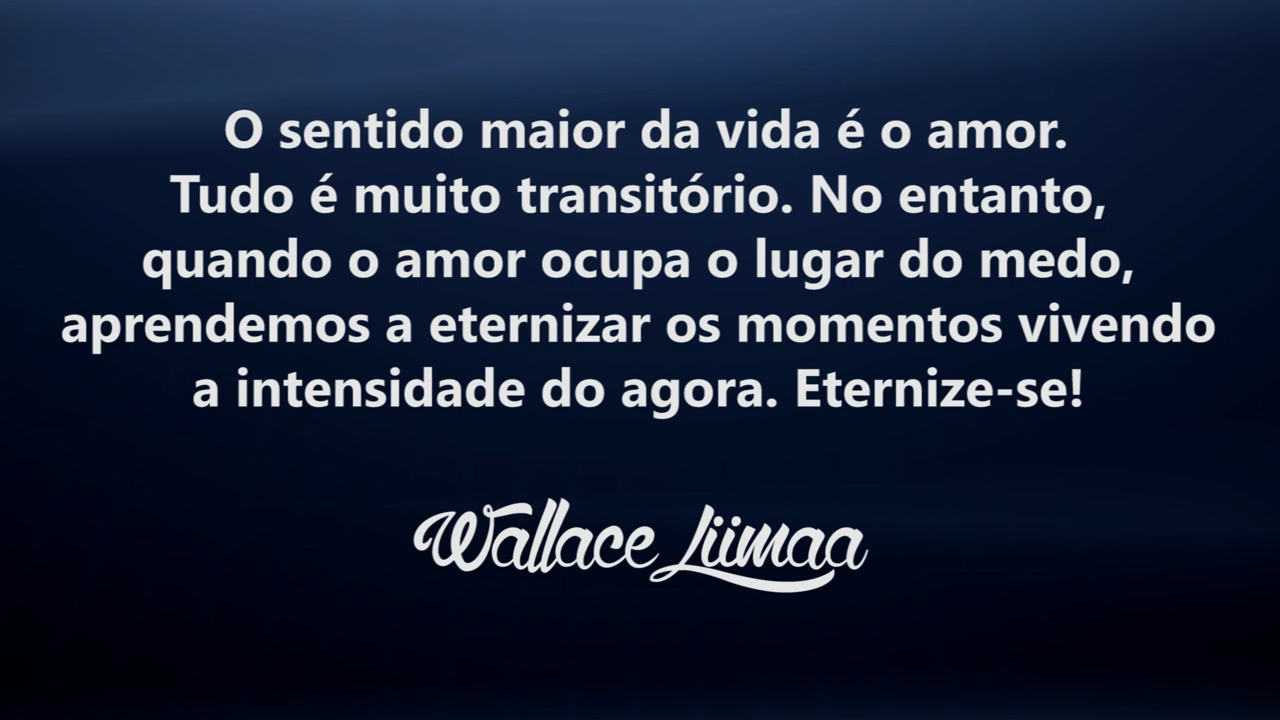 O sentido maior da vida é o amor.
Tudo é muito transitório. No entanto,
quando o amor ocupa o lugar do medo,
aprendemos a eternizar os momentos vivendo
a intensidade do agora. Eternize-se!
Wallace Liimaa